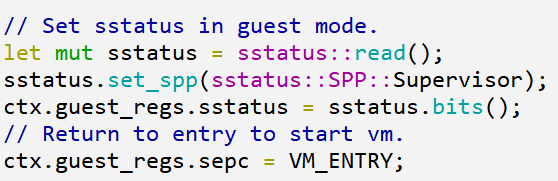 // Set sstatus in guest mode.
let mut sstatus = sstatus::read();
sstatus.set_spp(sstatus::SPP::Supervisor);
ctx.guest_regs.sstatus = sstatus.bits();
// Return to entry to start vm.
ctx.guest_regs.sepc = VM_ENTRY;